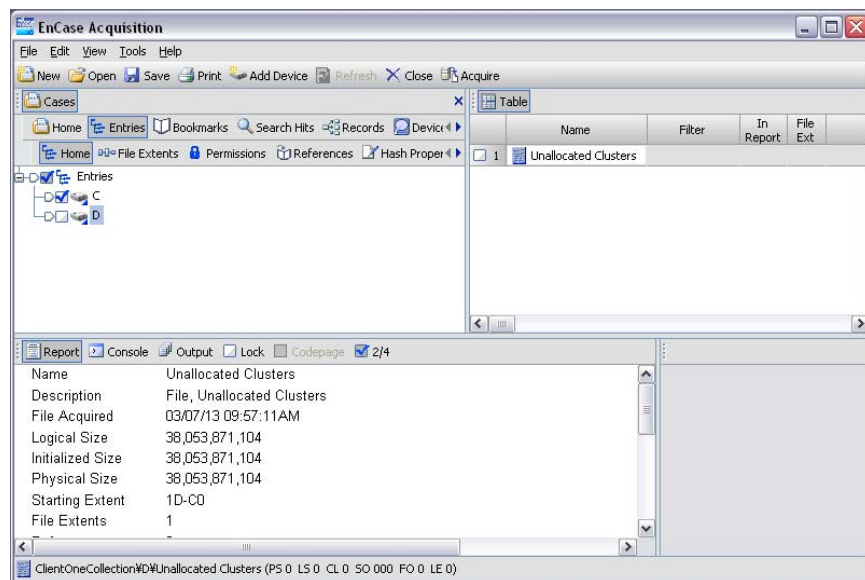 EnCase Acquisition
File Edit View Tools Help
New Open Save Print Add Device Refresh Close Acquire
Cases
Home Entries Bookmarks Search Hits Records Device
Home File Extents Permissions References Hash Proper
Entries
C
D
Table
Name Filter In Report File Ext
1 Unallocated Clusters
Report Console Output Lock Codepage 2/4
Name Unallocated Clusters
Description File, Unallocated Clusters
File Acquired 03/07/13 09:57:11AM
Logical Size 38,053,871,104
Initialized Size 38,053,871,104
Physical Size 38,053,871,104
Starting Extent 1D-C0
File Extents 1
ClientOneCollection¥D¥Unallocated Clusters (PS 0 LS 0 CL 0 SO 000 FO 0 LE 0)